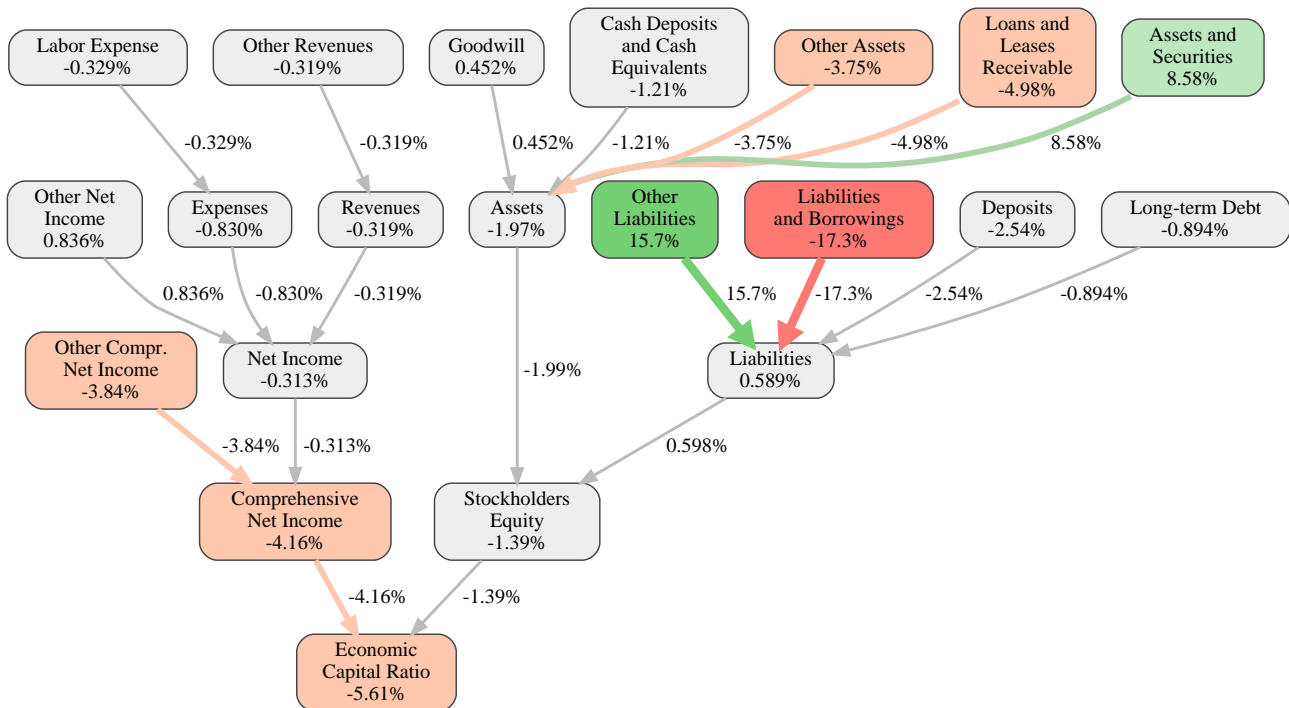 Labor Expense
-0.329%
Other Revenues
-0.319%
Goodwill
0.452%
Cash Deposits
and Cash
Equivalents
-1.21%
Other Assets
-3.75%
Loans and
Leases
Receivable
-4.98%
Assets and
Securities
8.58%
-0.329%
-0.319%
0.452%
-1.21%
-3.75%
-4.98%
8.58%
Other Net
Income
0.836%
Expenses
-0.830%
Revenues
-0.319%
Assets
-1.97%
Other
Liabilities
15.7%
Liabilities
and Borrowings
-17.3%
Deposits
-2.54%
Long-term Debt
-0.894%
0.836%
-0.830%
-0.319%
15.7%
-17.3%
-2.54%
-0.894%
Other Compr.
Net Income
-3.84%
Net Income
-0.313%
-1.99%
Liabilities
0.589%
-3.84%
-0.313%
0.598%
Comprehensive
Net Income
-4.16%
Stockholders
Equity
-1.39%
-4.16%
-1.39%
Economic
Capital Ratio
-5.61%